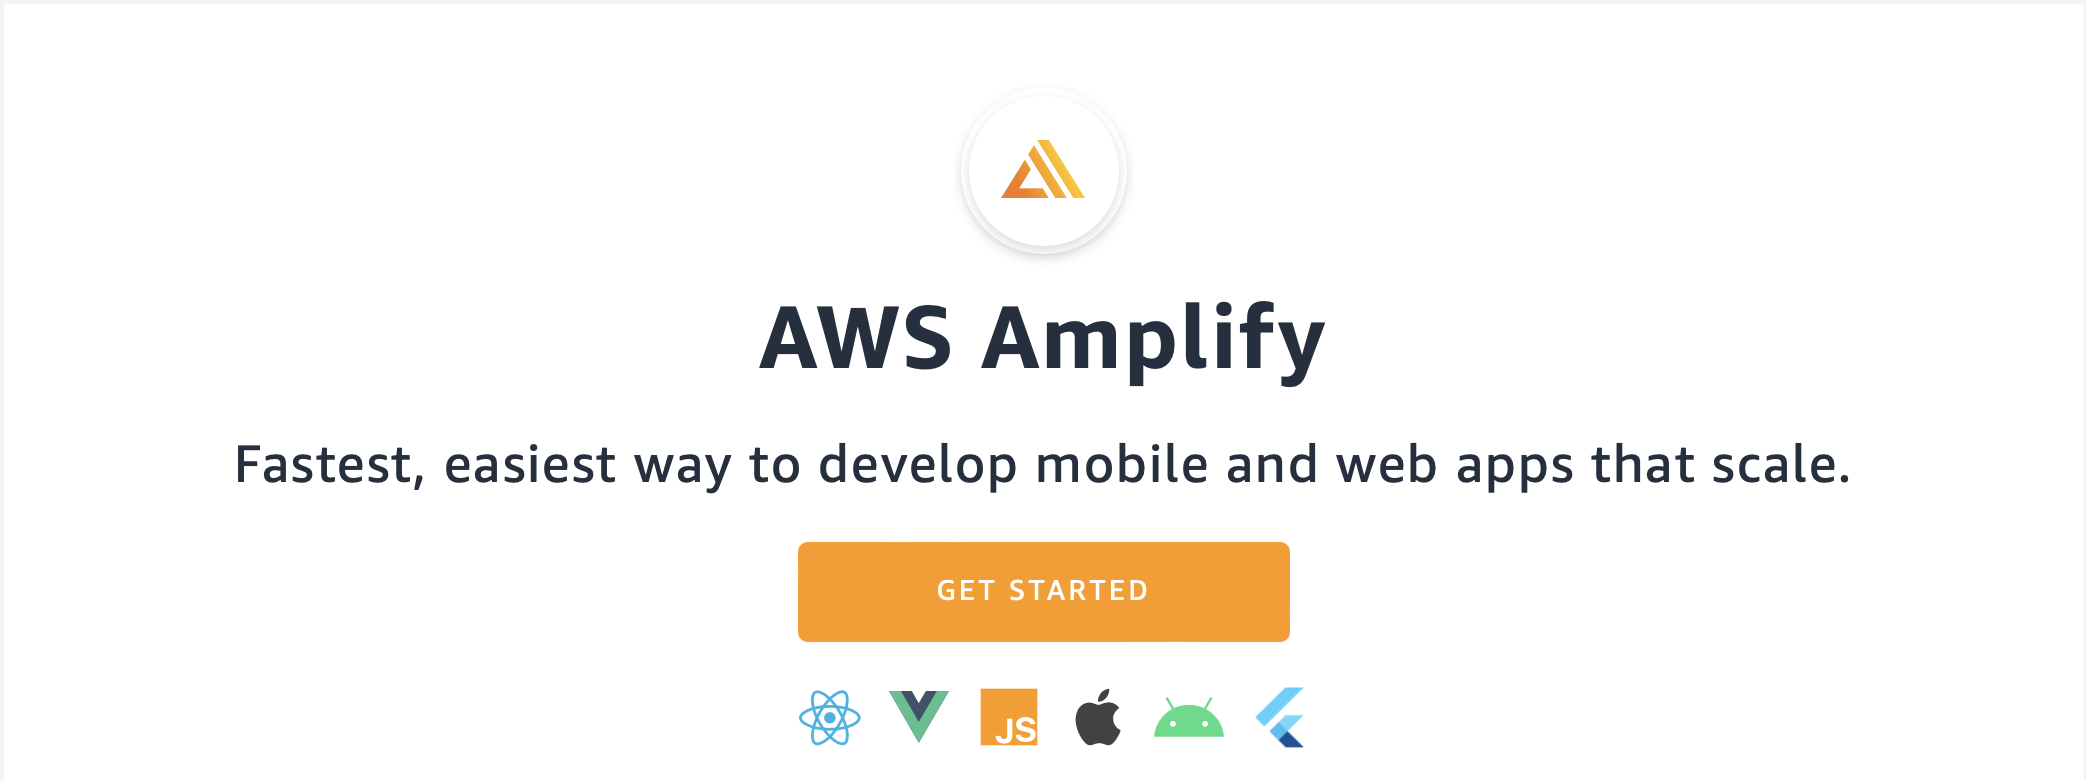 AWS Amplify
Fastest, easiest way to develop mobile and web apps that scale.
GET STARTED
JS